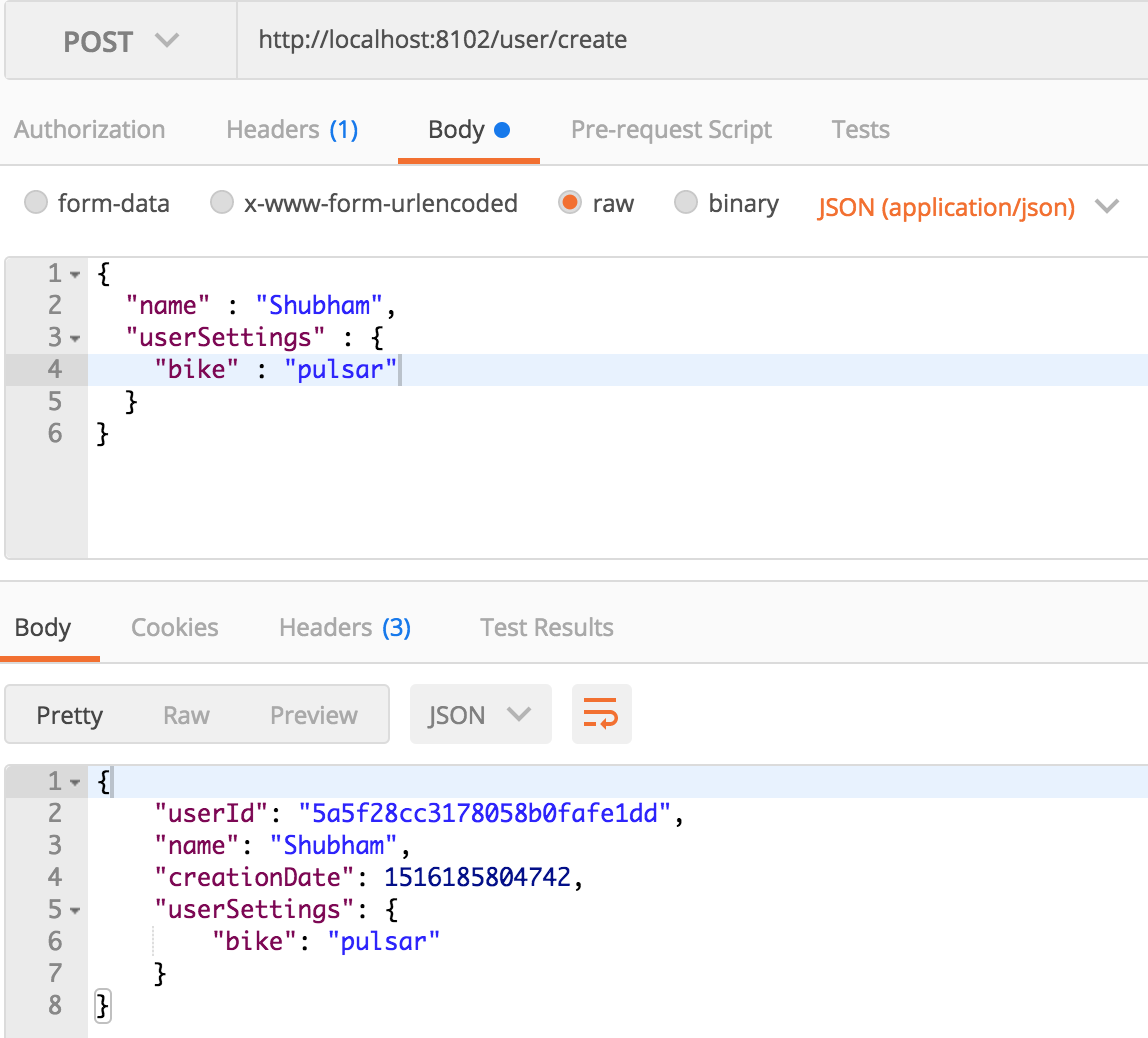 POST http://localhost:8102/user/create
Authorization Headers (1) Body Pre-request Script Tests
form-data x-www-form-urlencoded raw binary JSON (application/json)
1 {
2 "name" : "Shubham",
3 "userSettings" : {
4 "bike" : "pulsar"
5 }
6 }
Body Cookies Headers (3) Test Results
Pretty Raw Preview JSON
1 {
2 "userId": "5a5f28cc3178058b0fafe1dd",
3 "name": "Shubham",
4 "creationDate": 1516185804742,
5 "userSettings": {
6 "bike": "pulsar"
7 }
8 }